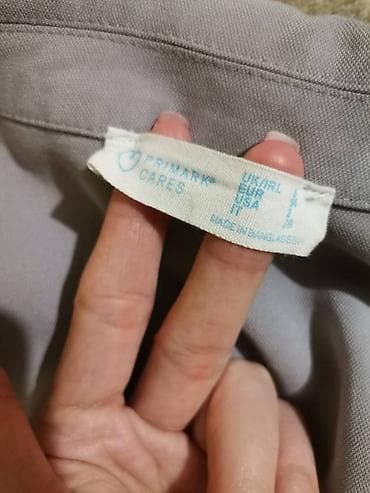 PRIMARK®
CARES
UK/IRL
EUR
USA
IT
MADE IN BANGLADESH